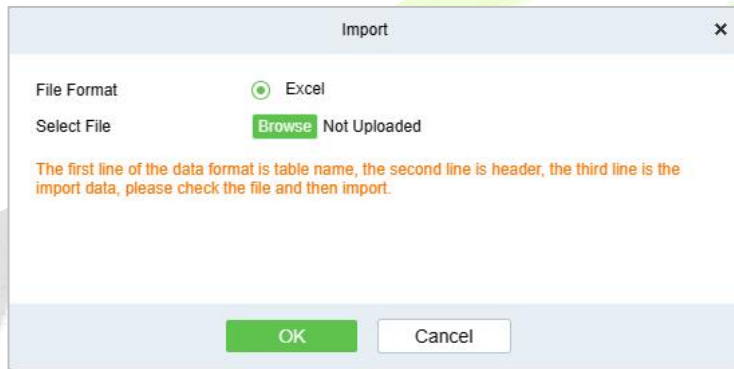 Import
File Format Excel
Select File Browse Not Uploaded
The first line of the data format is table name, the second line is header, the third line is the
import data, please check the file and then import.
OK Cancel